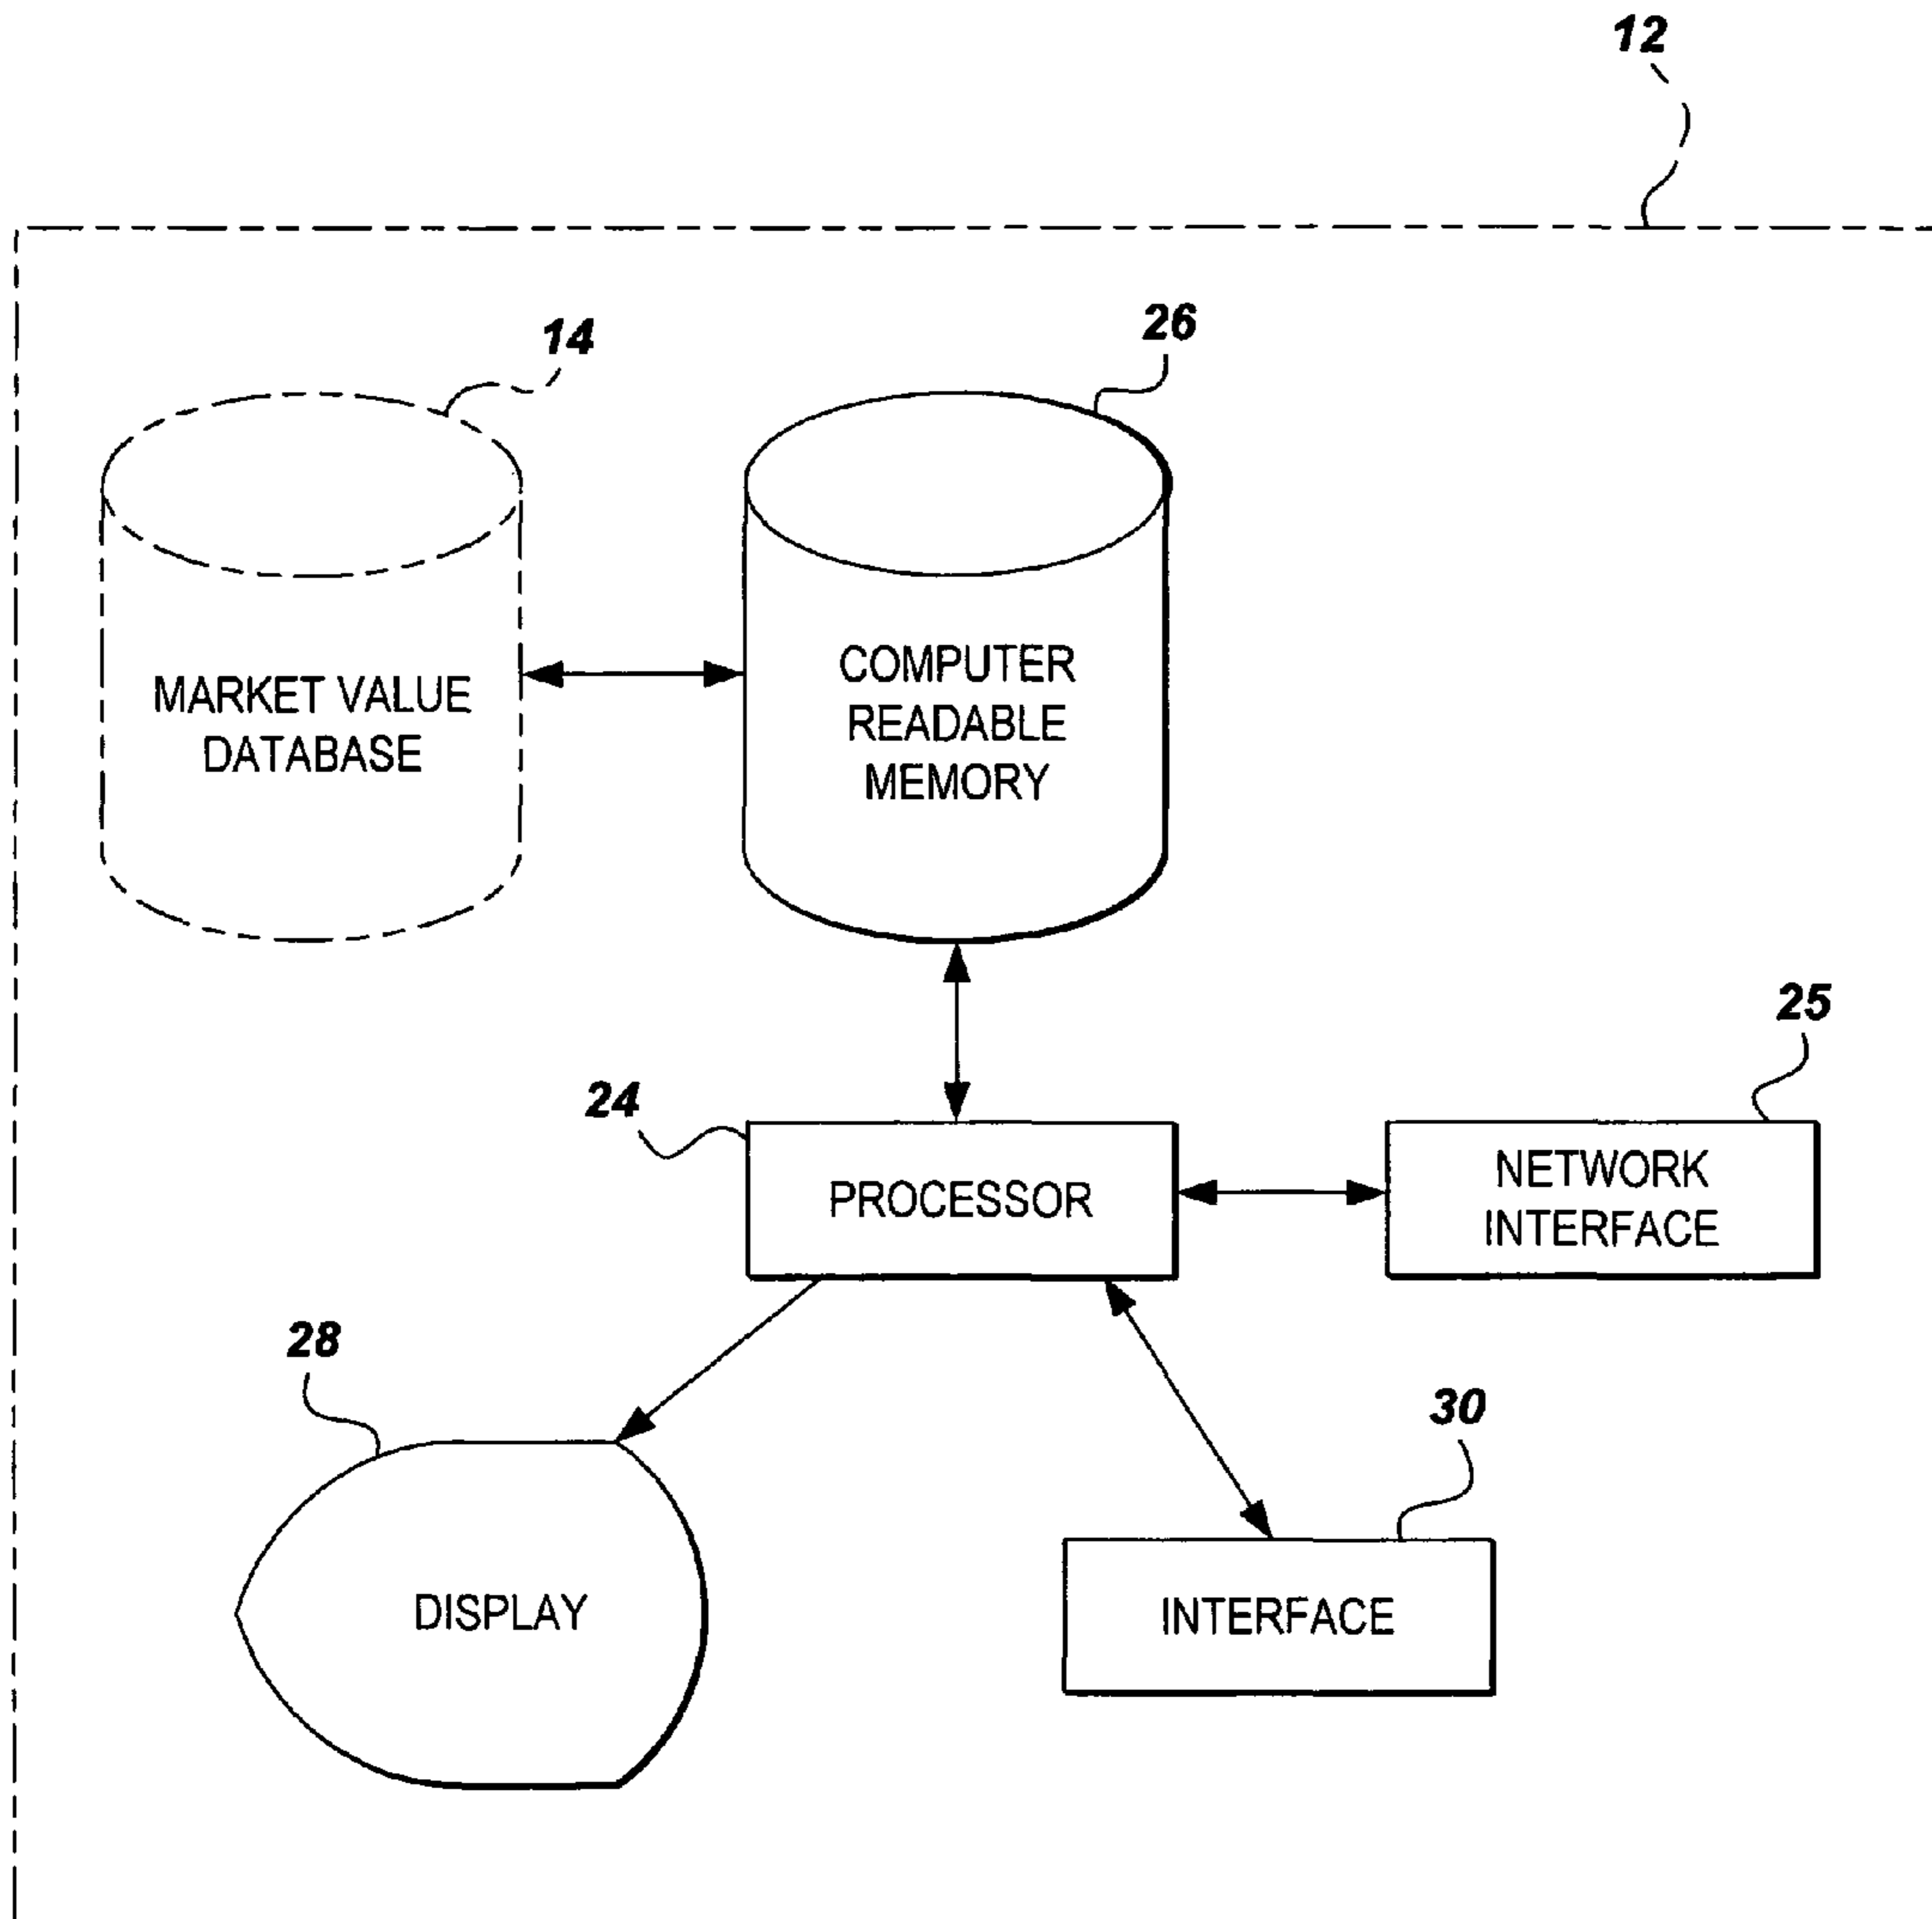 12
14
26
MARKET VALUE
DATABASE
COMPUTER
READABLE
MEMORY
25
24
PROCESSOR
NETWORK
INTERFACE
28
30
DISPLAY
INTERFACE